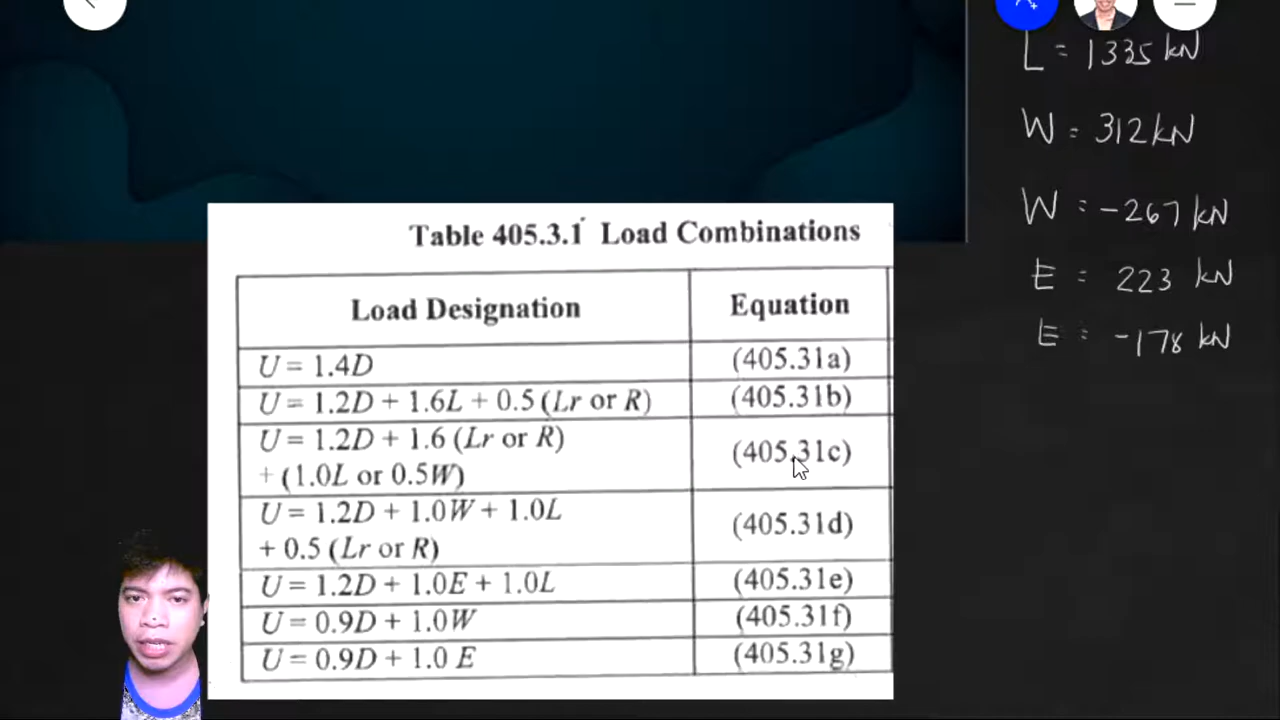 L = 1335 kN
W = 312 kN
W = -267 kN
E = 223 kN
E = -178 kN
Table 405.3.1 Load Combinations
Load Designation Equation
U = 1.4D (405.31a)
U = 1.2D + 1.6L + 0.5 (Lr or R) (405.31b)
U = 1.2D + 1.6 (Lr or R)
+ (1.0L or 0.5W) (405.31c)
U = 1.2D + 1.0W + 1.0L
+ 0.5 (Lr or R) (405.31d)
U = 1.2D + 1.0E + 1.0L (405.31e)
U = 0.9D + 1.0W (405.31f)
U = 0.9D + 1.0 E (405.31g)